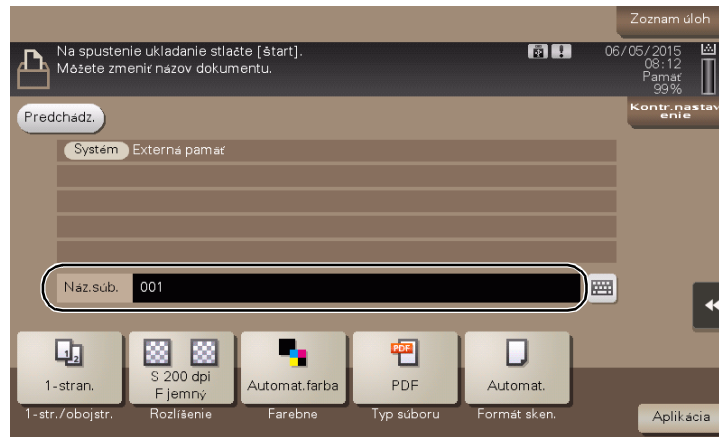 Zoznam úloh
Na spustenie ukladanie stlačte [štart].
Môžete zmeniť názov dokumentu.
06/05/2015
08:12
Pamäť
99%
Kontr.nastav
enie
Predchádz.
Systém Externá pamäť
Náz.súb. 001
1-stran.
S 200 dpi
F jemný
Automat.farba
PDF
PDF
Automat.
1-str./obojstr.
Rozlíšenie
Farebne
Typ súboru
Formát sken.
Aplikácia